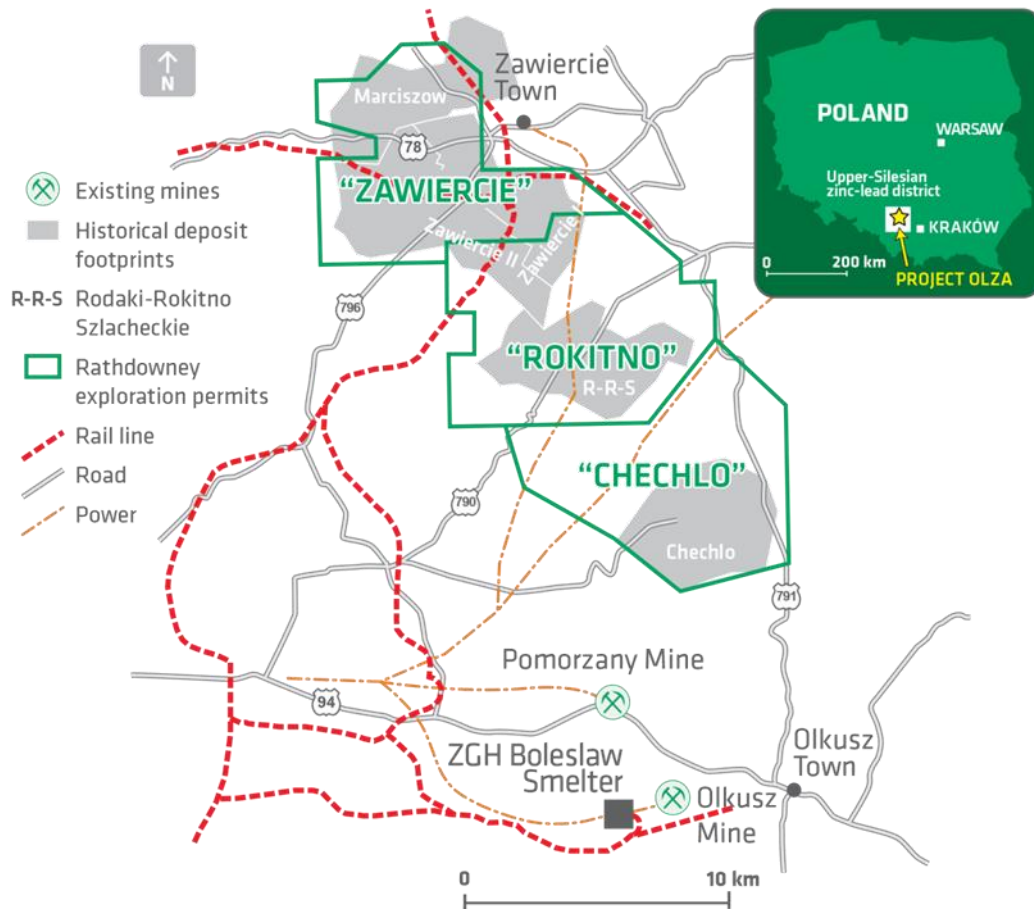 N
Existing mines
Historical deposit
footprints
R-R-S Rodaki-Rokitno
Szlacheckie
Rathdowney
exploration permits
Rail line
Road
Power
Zawiercie
Town
Marciszow
78
"ZAWIERCIE"
Zawiercie II
Zawiercie I
796
"ROKITNO"
R-R-S
"CHECHLO"
790
Chechlo
791
Pomorzany Mine
94
ZGH Boleslaw
Smelter
Olkusz
Mine
Olkusz
Town
0 10 km
POLAND
WARSAW
Upper-Silesian
zinc-lead district
KRAKÓW
0 200 km
PROJECT OLZA